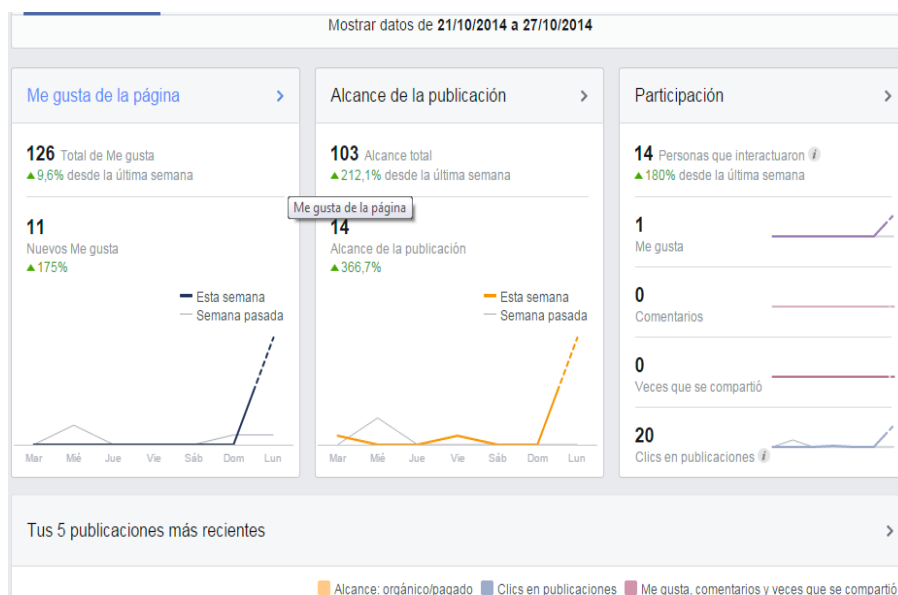 Mostrar datos de 21/10/2014 a 27/10/2014
Me gusta de la página
126 Total de Me gusta
9,6% desde la última semana
11
Nuevos Me gusta
175%
Esta semana
Semana pasada
Mar Mié Jue Vie Sáb Dom Lun
Alcance de la publicación
103 Alcance total
212,1% desde la última semana
Me gusta de la página
14
Alcance de la publicación
366,7%
Esta semana
Semana pasada
Mar Mié Jue Vie Sáb Dom Lun
Participación
14 Personas que interactuaron i
180% desde la última semana
1
Me gusta
0
Comentarios
0
Veces que se compartió
20
Clics en publicaciones i
Tus 5 publicaciones más recientes
Alcance: orgánico/pagado Clics en publicaciones Me gusta, comentarios y veces que se compartió